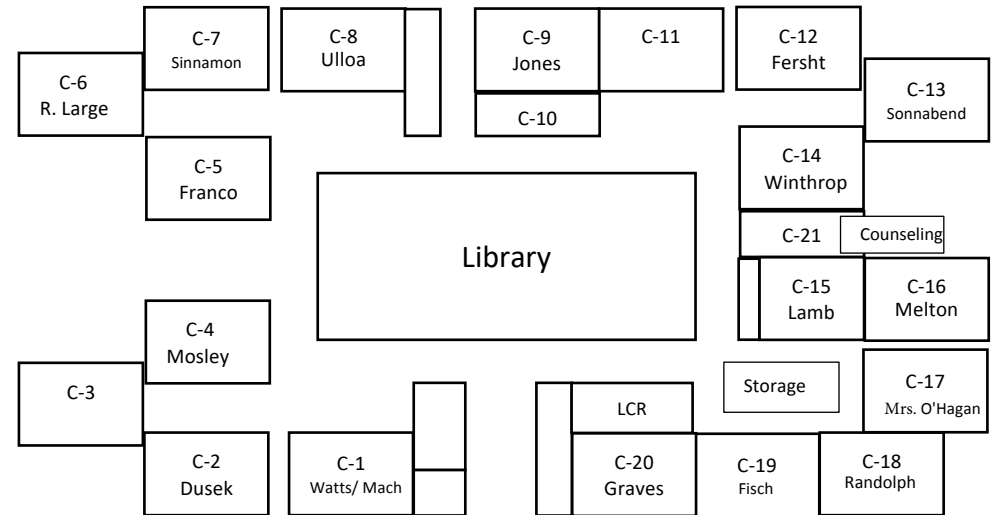 C-7
Sinnamon
C-8
Ulloa
C-9
Jones
C-11
C-12
Fersht
C-6
R. Large
C-13
Sonnabend
C-10
C-5
Franco
C-14
Winthrop
Library
C-21
Counseling
C-15
Lamb
C-16
Melton
C-4
Mosley
C-3
Storage
C-17
Mrs. O'Hagan
LCR
C-2
Dusek
C-1
Watts/ Mach
C-20
Graves
C-19
Fisch
C-18
Randolph